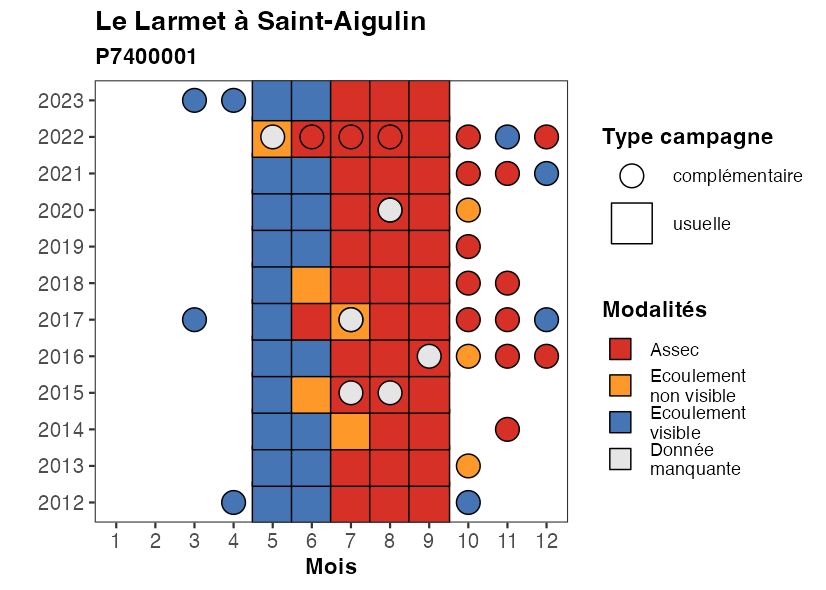 Le Larmet à Saint-Aigulin
P7400001
2023
2022
2021
2020
2019
2018
2017
2016
2015
2014
2013
2012
1 2 3 4 5 6 7 8 9 10 11 12
Mois
Type campagne
complémentaire
usuelle
Modalités
Assec
Ecoulement
non visible
Ecoulement
visible
Donnée
manquante